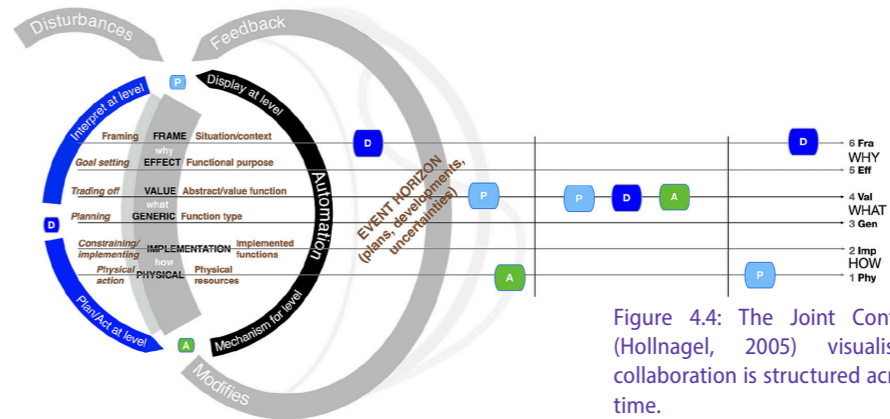 Disturbances
Feedback
P
Interpret at level
Display at level
Framing FRAME Situation/context
why
Goal setting EFFECT Functional purpose
Trading off VALUE Abstract/value function
what
D
Planning GENERIC Function type
Constraining/
implementing IMPLEMENTATION Implemented
functions
how
Physical
action PHYSICAL Physical
resources
Automation
Plan/Act at level
Mechanism for level
A
Modifies
EVENT HORIZON
(plans, developments,
uncertainties)
D D
P P D A
A P
6 Fra
WHY
5 Eff
4 Val
WHAT
3 Gen
2 Imp
HOW
1 Phy
Figure 4.4: The Joint Cont
(Hollnagel, 2005) visualis
collaboration is structured acr
time.